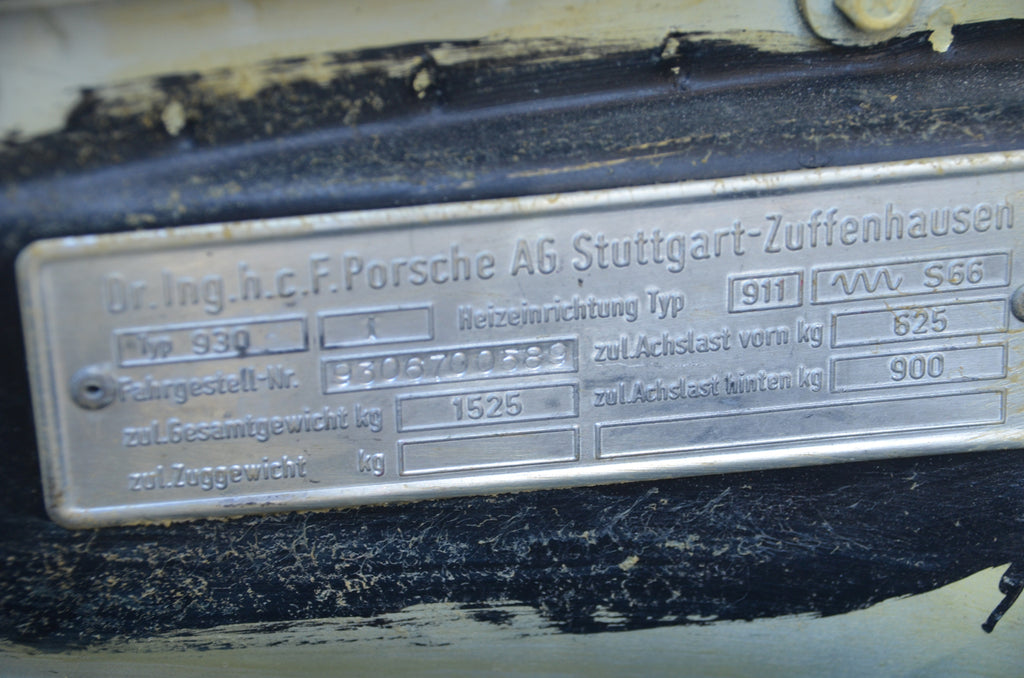 Dr. Ing. h.c. F. Porsche AG Stuttgart-Zuffenhausen
Typ 930 Heizeinrichtung Typ 911 S66
Fahrgestell-Nr. 9306700589 zul.Achslast vorn kg 625
zul.Gesamtgewicht kg 1525 zul.Achslast hinten kg 900
zul.Zuggewicht kg